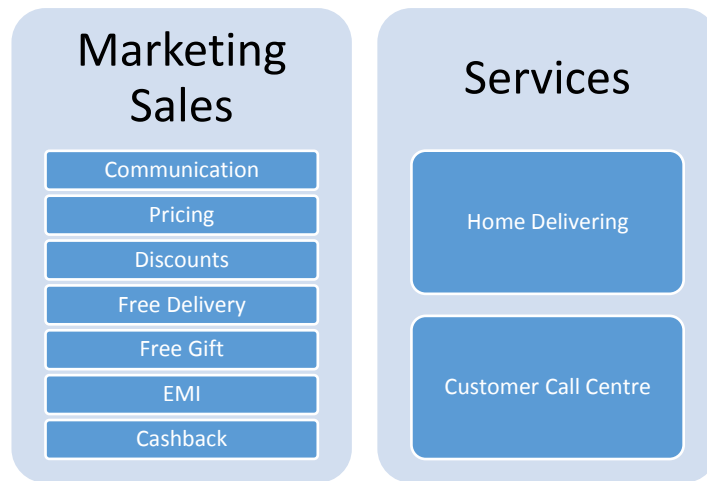 Marketing
Sales
Communication
Pricing
Discounts
Free Delivery
Free Gift
EMI
Cashback
Services
Home Delivering
Customer Call Centre